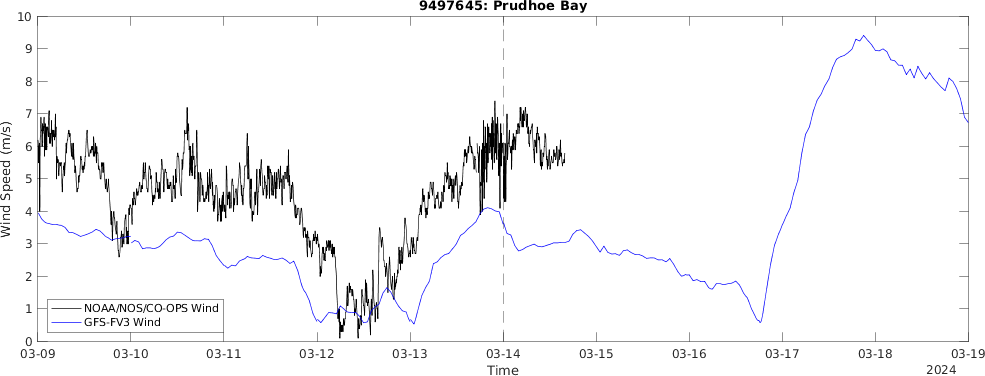 9497645: Prudhoe Bay
10
9
8
7
6
5
4
3
2
1
0
Wind Speed (m/s)
NOAA/NOS/CO-OPS Wind
GFS-FV3 Wind
03-09 03-10 03-11 03-12 03-13 03-14 03-15 03-16 03-17 03-18 03-19
Time
2024